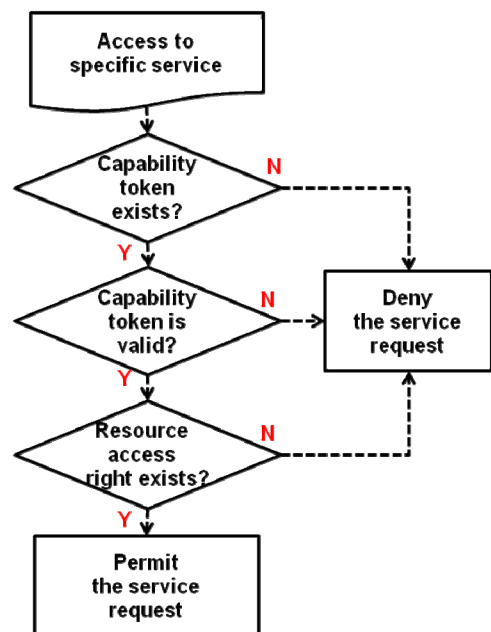 Access to
specific service
Capability
token
exists?
N
Y
Capability
token is
valid?
N
Y
Deny
the service
request
Resource
access
right exists?
N
Y
Permit
the service
request